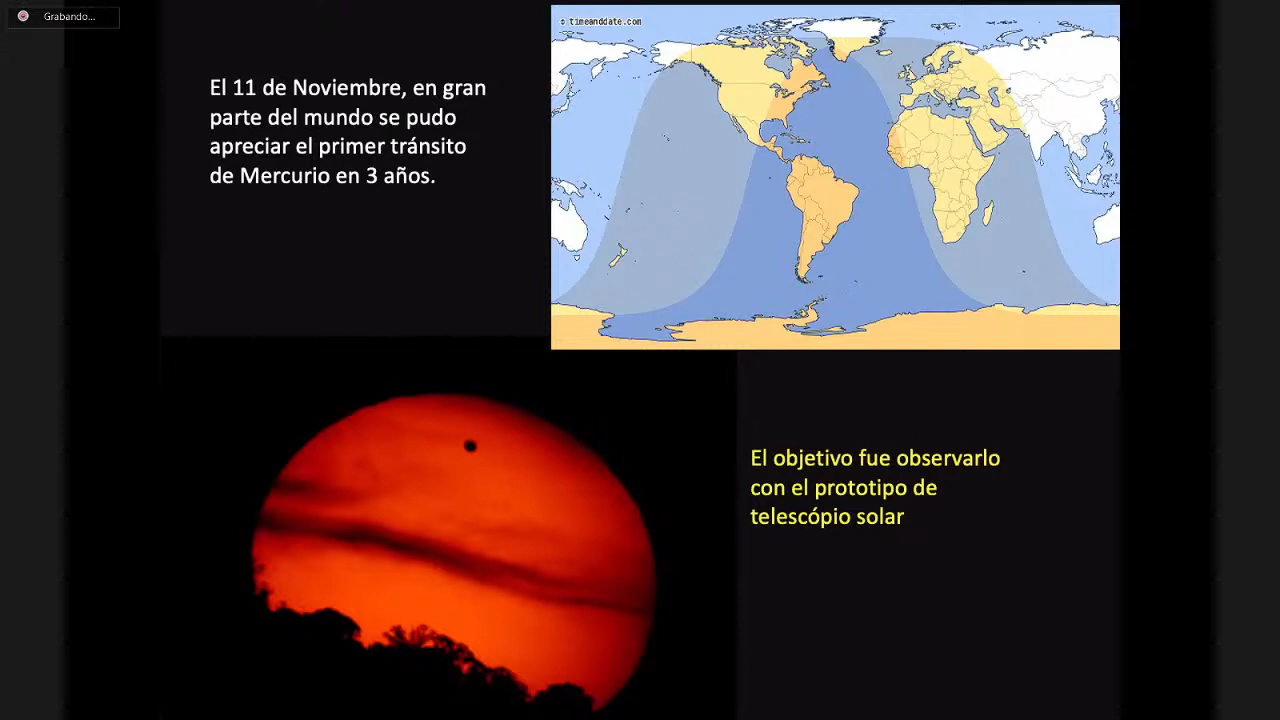 Grabando...
© timeanddate.com
El 11 de Noviembre, en gran
parte del mundo se pudo
apreciar el primer tránsito
de Mercurio en 3 años.
El objetivo fue observarlo
con el prototipo de
telescópio solar